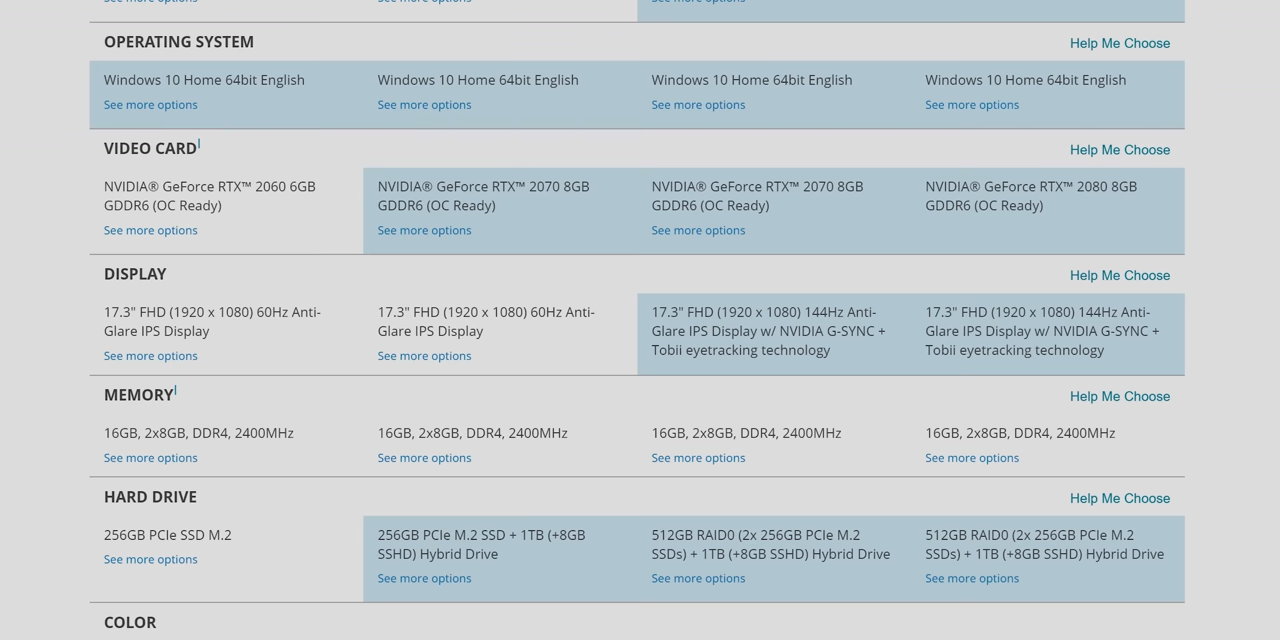 See more options See more options
OPERATING SYSTEM Help Me Choose
Windows 10 Home 64bit English Windows 10 Home 64bit English Windows 10 Home 64bit English Windows 10 Home 64bit English
See more options See more options See more options See more options
VIDEO CARD| Help Me Choose
NVIDIA® GeForce RTX™ 2060 6GB NVIDIA® GeForce RTX™ 2070 8GB NVIDIA® GeForce RTX™ 2070 8GB NVIDIA® GeForce RTX™ 2080 8GB
GDDR6 (OC Ready) GDDR6 (OC Ready) GDDR6 (OC Ready) GDDR6 (OC Ready)
See more options See more options See more options
DISPLAY Help Me Choose
17.3" FHD (1920 x 1080) 60Hz Anti- 17.3" FHD (1920 x 1080) 60Hz Anti- 17.3" FHD (1920 x 1080) 144Hz Anti- 17.3" FHD (1920 x 1080) 144Hz Anti-
Glare IPS Display Glare IPS Display Glare IPS Display w/ NVIDIA G-SYNC + Glare IPS Display w/ NVIDIA G-SYNC +
Tobii eyetracking technology Tobii eyetracking technology
See more options See more options
MEMORY| Help Me Choose
16GB, 2x8GB, DDR4, 2400MHz 16GB, 2x8GB, DDR4, 2400MHz 16GB, 2x8GB, DDR4, 2400MHz 16GB, 2x8GB, DDR4, 2400MHz
See more options See more options See more options See more options
HARD DRIVE Help Me Choose
256GB PCIe SSD M.2 256GB PCIe M.2 SSD + 1TB (+8GB 512GB RAID0 (2x 256GB PCIe M.2 512GB RAID0 (2x 256GB PCIe M.2
SSHD) Hybrid Drive SSDs) + 1TB (+8GB SSHD) Hybrid Drive SSDs) + 1TB (+8GB SSHD) Hybrid Drive
See more options See more options See more options See more options
COLOR